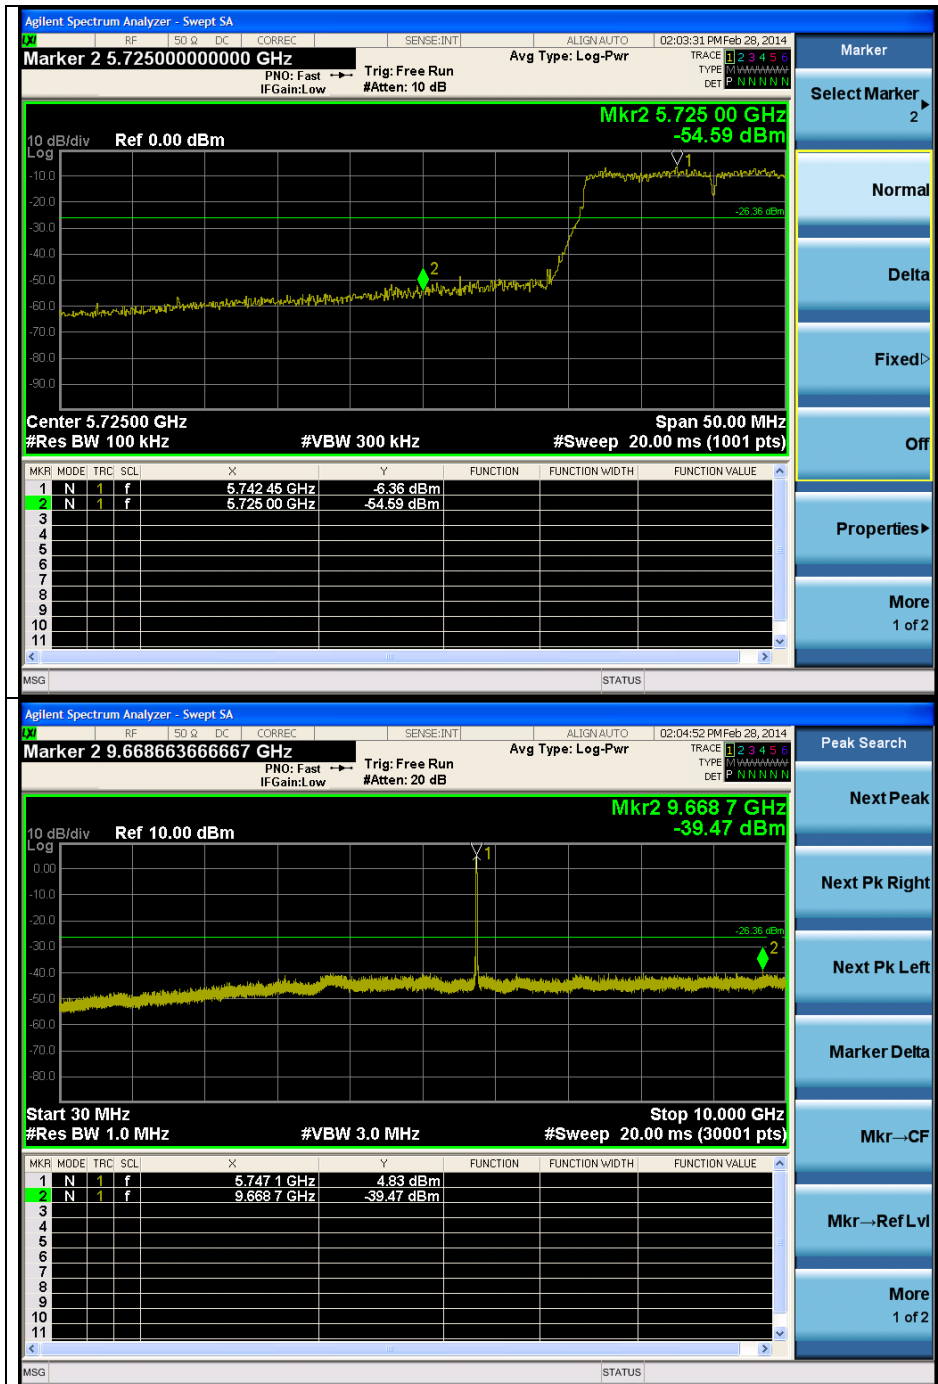 Agilent Spectrum Analyzer - Swept SA
LXI RF 50 Ω DC CORREC SENSE:INT ALIGN AUTO 02:03:31 PM Feb 28, 2014
Marker 2 5.725000000000 GHz
PNO: Fast
IFGain:Low
Trig: Free Run
#Atten: 10 dB
Avg Type: Log-Pwr
TRACE 1 2 3 4 5 6
TYPE M WWWWW
DET P N N N N N
Mkr2 5.725 00 GHz
-54.59 dBm
10 dB/div Ref 0.00 dBm
Log
1
-10.0
-20.0
-26.36 dBm
-30.0
-40.0
2
-50.0
-60.0
-70.0
-80.0
-90.0
Center 5.72500 GHz Span 50.00 MHz
#Res BW 100 kHz #VBW 300 kHz #Sweep 20.00 ms (1001 pts)
MKR MODE TRC SCL X Y FUNCTION FUNCTION WIDTH FUNCTION VALUE
1 N 1 f 5.742 45 GHz -6.36 dBm
2 N 1 f 5.725 00 GHz -54.59 dBm
3
4
5
6
7
8
9
10
11
MSG STATUS
Marker
Select Marker
2
Normal
Delta
Fixed
Off
Properties
More
1 of 2
Agilent Spectrum Analyzer - Swept SA
LXI RF 50 Ω DC CORREC SENSE:INT ALIGN AUTO 02:04:52 PM Feb 28, 2014
Marker 2 9.668663666667 GHz
PNO: Fast
IFGain:Low
Trig: Free Run
#Atten: 20 dB
Avg Type: Log-Pwr
TRACE 1 2 3 4 5 6
TYPE M WWWWW
DET P N N N N N
Mkr2 9.668 7 GHz
-39.47 dBm
10 dB/div Ref 10.00 dBm
Log
1
0.00
-10.0
-20.0
-26.36 dBm
-30.0
2
-40.0
-50.0
-60.0
-70.0
-80.0
Start 30 MHz Stop 10.000 GHz
#Res BW 1.0 MHz #VBW 3.0 MHz #Sweep 20.00 ms (30001 pts)
MKR MODE TRC SCL X Y FUNCTION FUNCTION WIDTH FUNCTION VALUE
1 N 1 f 5.747 1 GHz 4.83 dBm
2 N 1 f 9.668 7 GHz -39.47 dBm
3
4
5
6
7
8
9
10
11
MSG STATUS
Peak Search
Next Peak
Next Pk Right
Next Pk Left
Marker Delta
Mkr→CF
Mkr→Ref Lvl
More
1 of 2